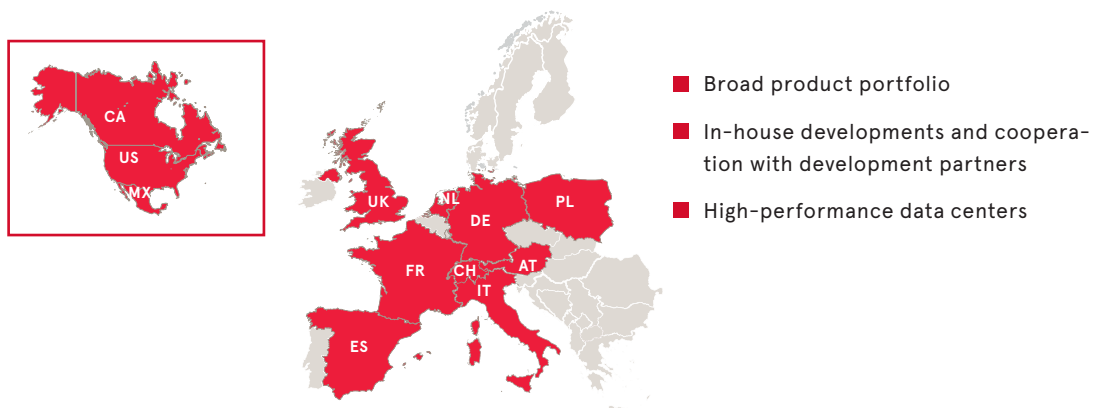 CA
US
MX
UK
NL
DE
PL
FR
CH
AT
IT
ES
Broad product portfolio
In-house developments and coopera-
tion with development partners
High-performance data centers